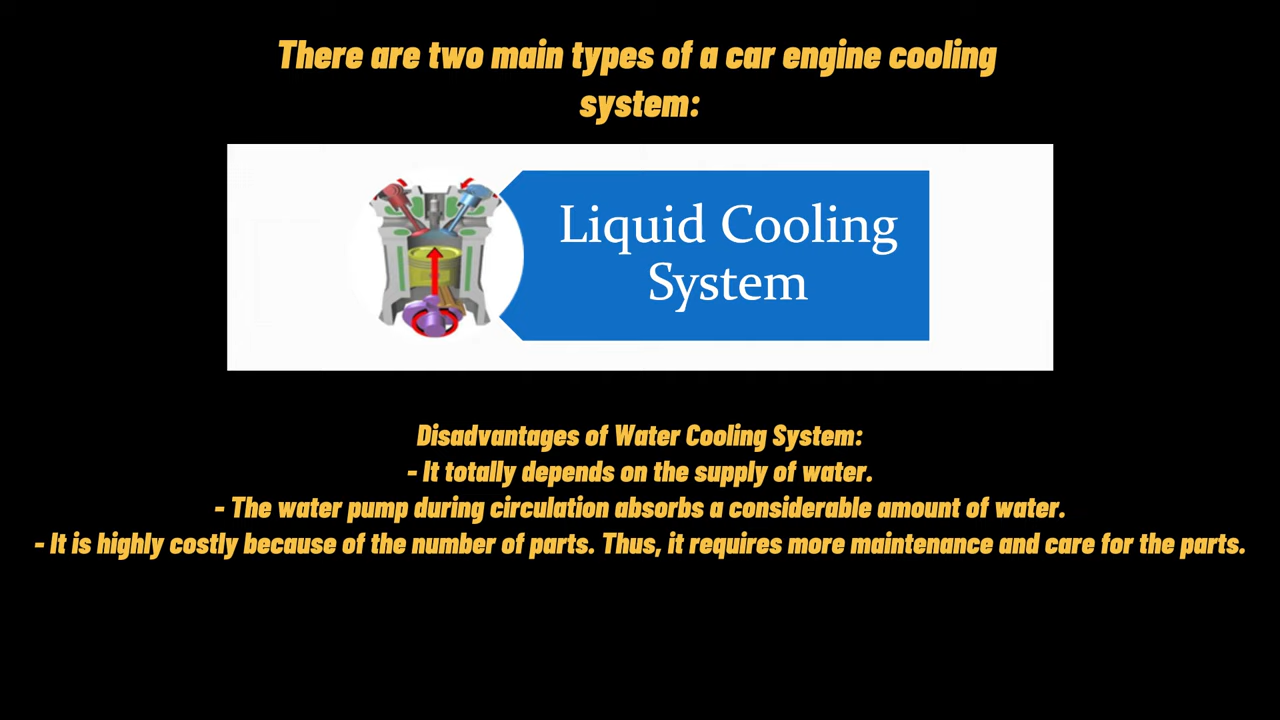 There are two main types of a car engine cooling
system:
Liquid Cooling
System
Disadvantages of Water Cooling System:
- It totally depends on the supply of water.
- The water pump during circulation absorbs a considerable amount of water.
- It is highly costly because of the number of parts. Thus, it requires more maintenance and care for the parts.